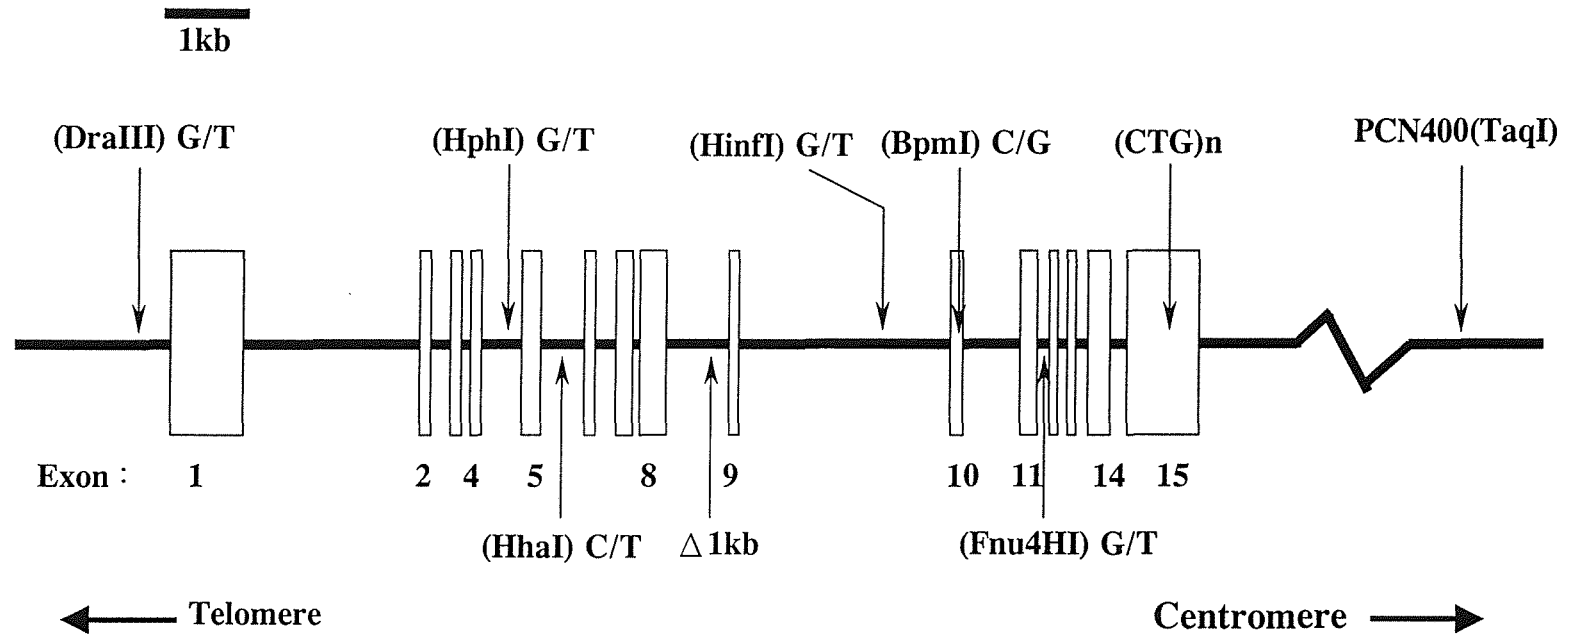 1kb
(DraIII) G/T
(HphI) G/T
(HinfI) G/T
(BpmI) C/G
(CTG)n
PCN400(TaqI)
Exon : 1 2 4 5 8 9 10 11 14 15
(HhaI) C/T
△1kb
(Fnu4HI) G/T
Telomere
Centromere